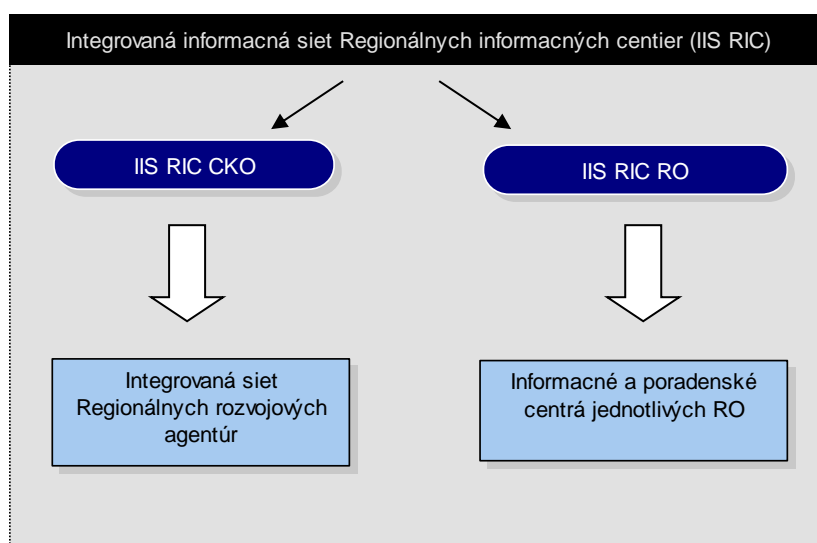 Integrovaná informacná siet Regionálnych informacných centier (IIS RIC)
IIS RIC CKO
IIS RIC RO
Integrovaná siet
Regionálnych rozvojových
agentúr
Informacné a poradenské
centrá jednotlivých RO